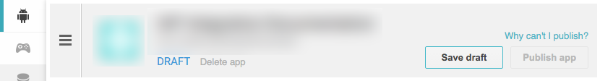 Why can't I publish?
DRAFT Delete app
Save draft
Publish app